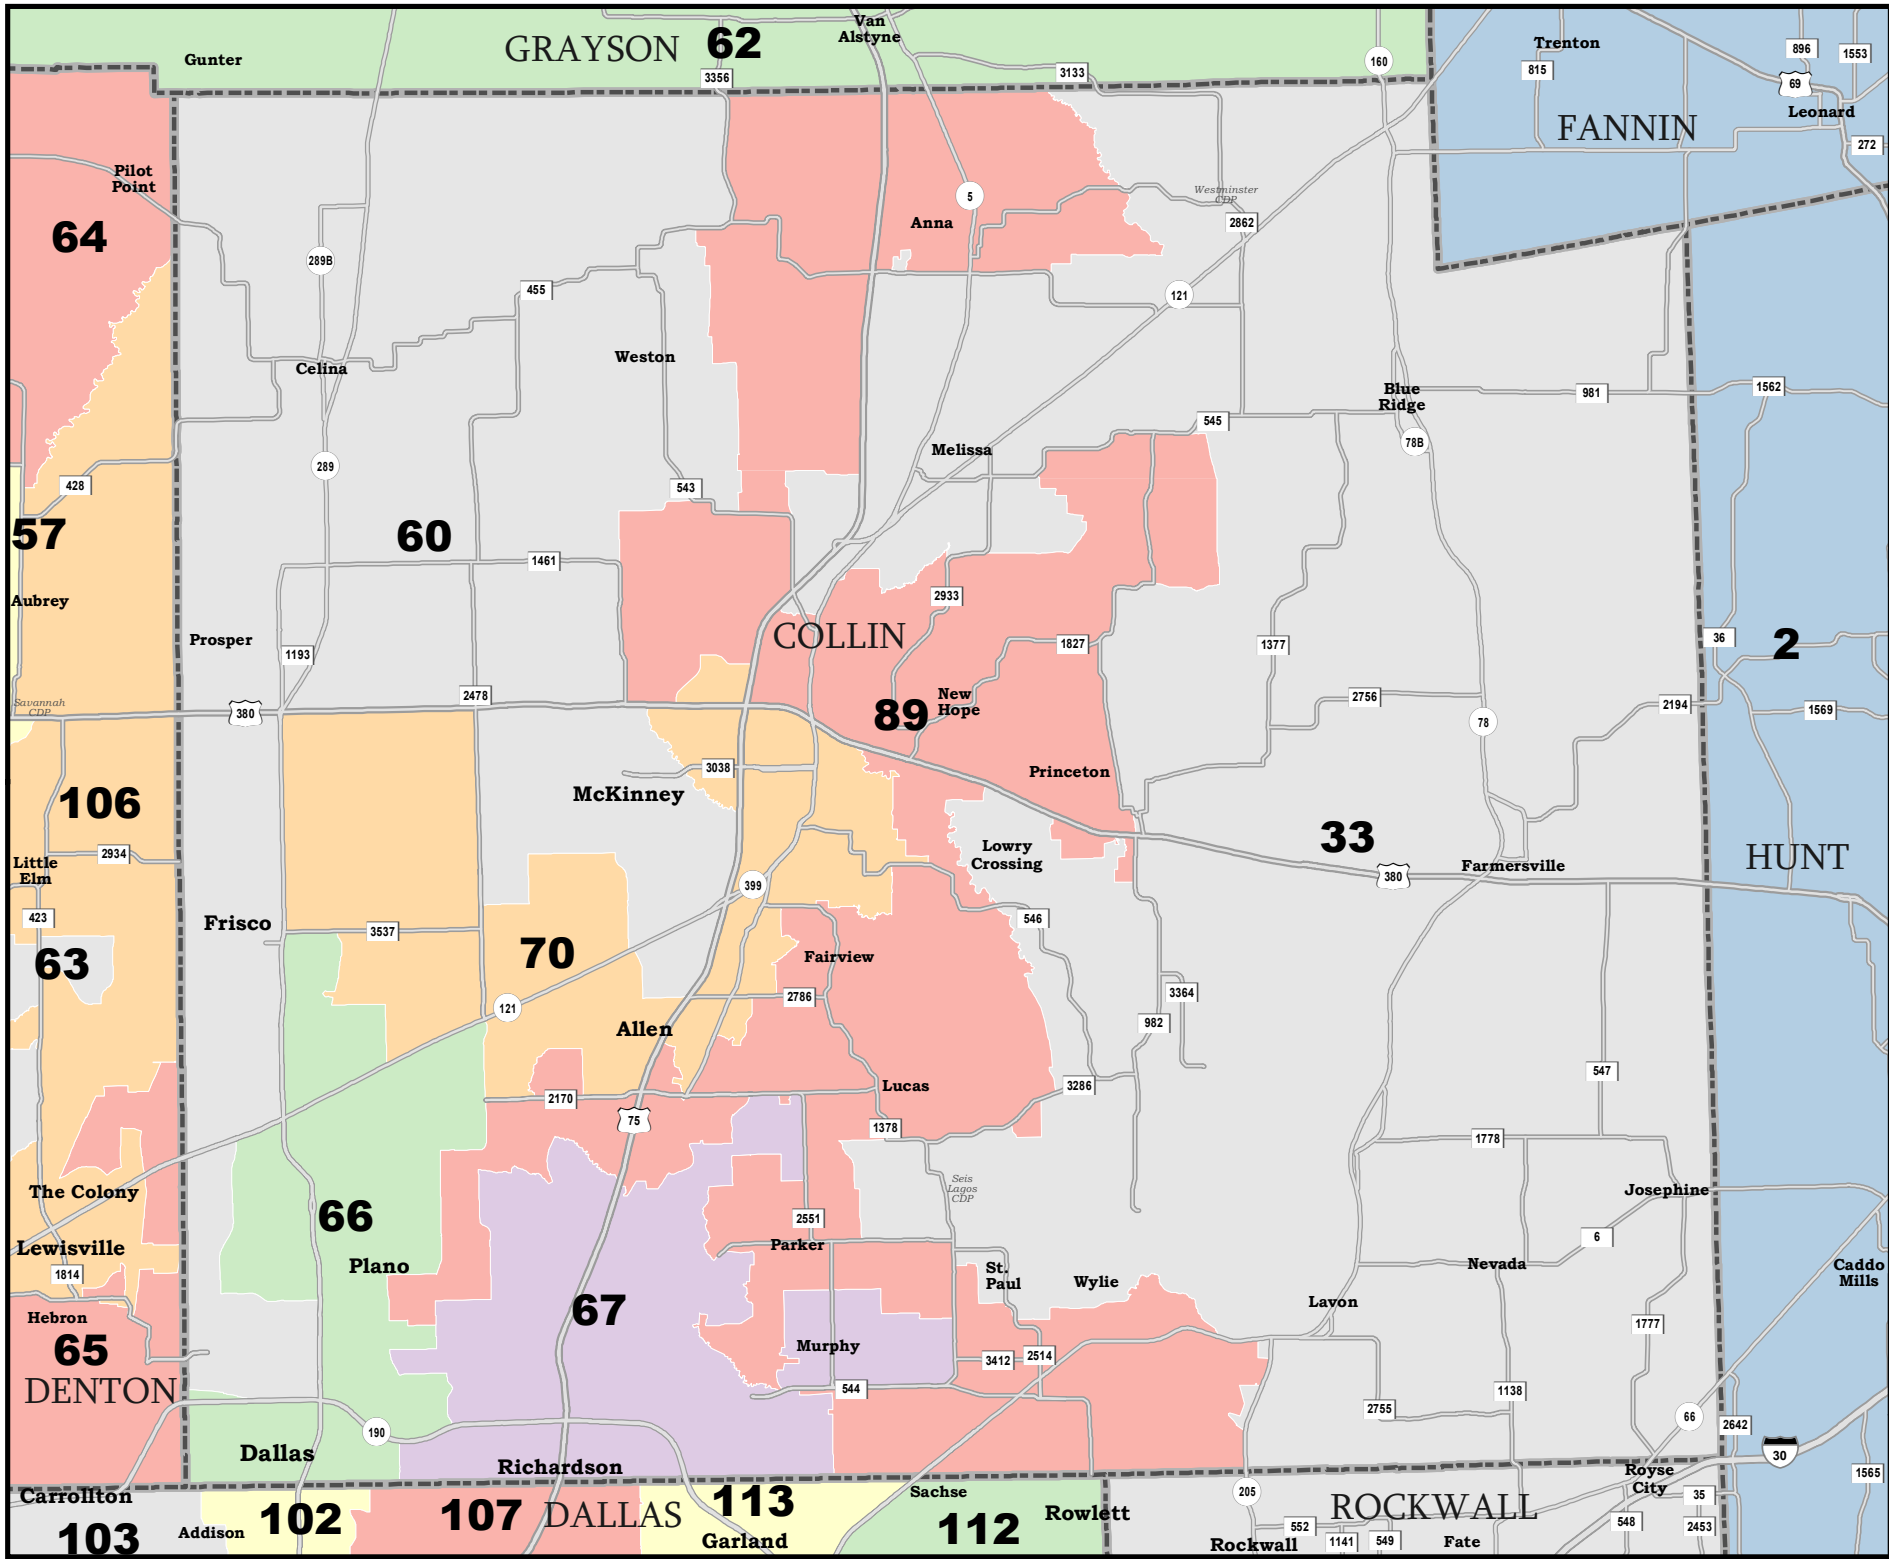 GRAYSON
62
Van
Alstyne
Gunter
3356
3133
160
Trenton
815
896
1553
69
Leonard
FANNIN
272
Pilot
Point
64
5
Anna
Westminster
CDP
2862
289B
455
121
Weston
Celina
Blue
Ridge
981
1562
545
78B
Melissa
289
428
543
57
60
1461
Aubrey
2933
COLLIN
Prosper
1193
1827
1377
36
2
2478
Savannah
CDP
380
New
Hope
89
2756
78
2194
1569
3038
Princeton
McKinney
106
33
Little
Elm
2934
Lowry
Crossing
380
Farmersville
HUNT
399
423
Frisco
3537
546
70
63
Fairview
121
2786
3364
982
Allen
547
Lucas
3286
2170
75
1378
1778
The Colony
Seis
Lagos
CDP
Josephine
66
2551
Lewisville
Parker
6
Plano
1814
St.
Paul
Wylie
Nevada
Caddo
Mills
Hebron
67
Lavon
1777
65
Murphy
3412
2514
DENTON
544
1138
2755
66
2642
190
Dallas
30
Richardson
Royse
City
1565
Carrollton
103
Addison
102
107
DALLAS
113
Garland
Sachse
112
Rowlett
205
ROCKWALL
35
552
548
2453
Rockwall
1141
549
Fate